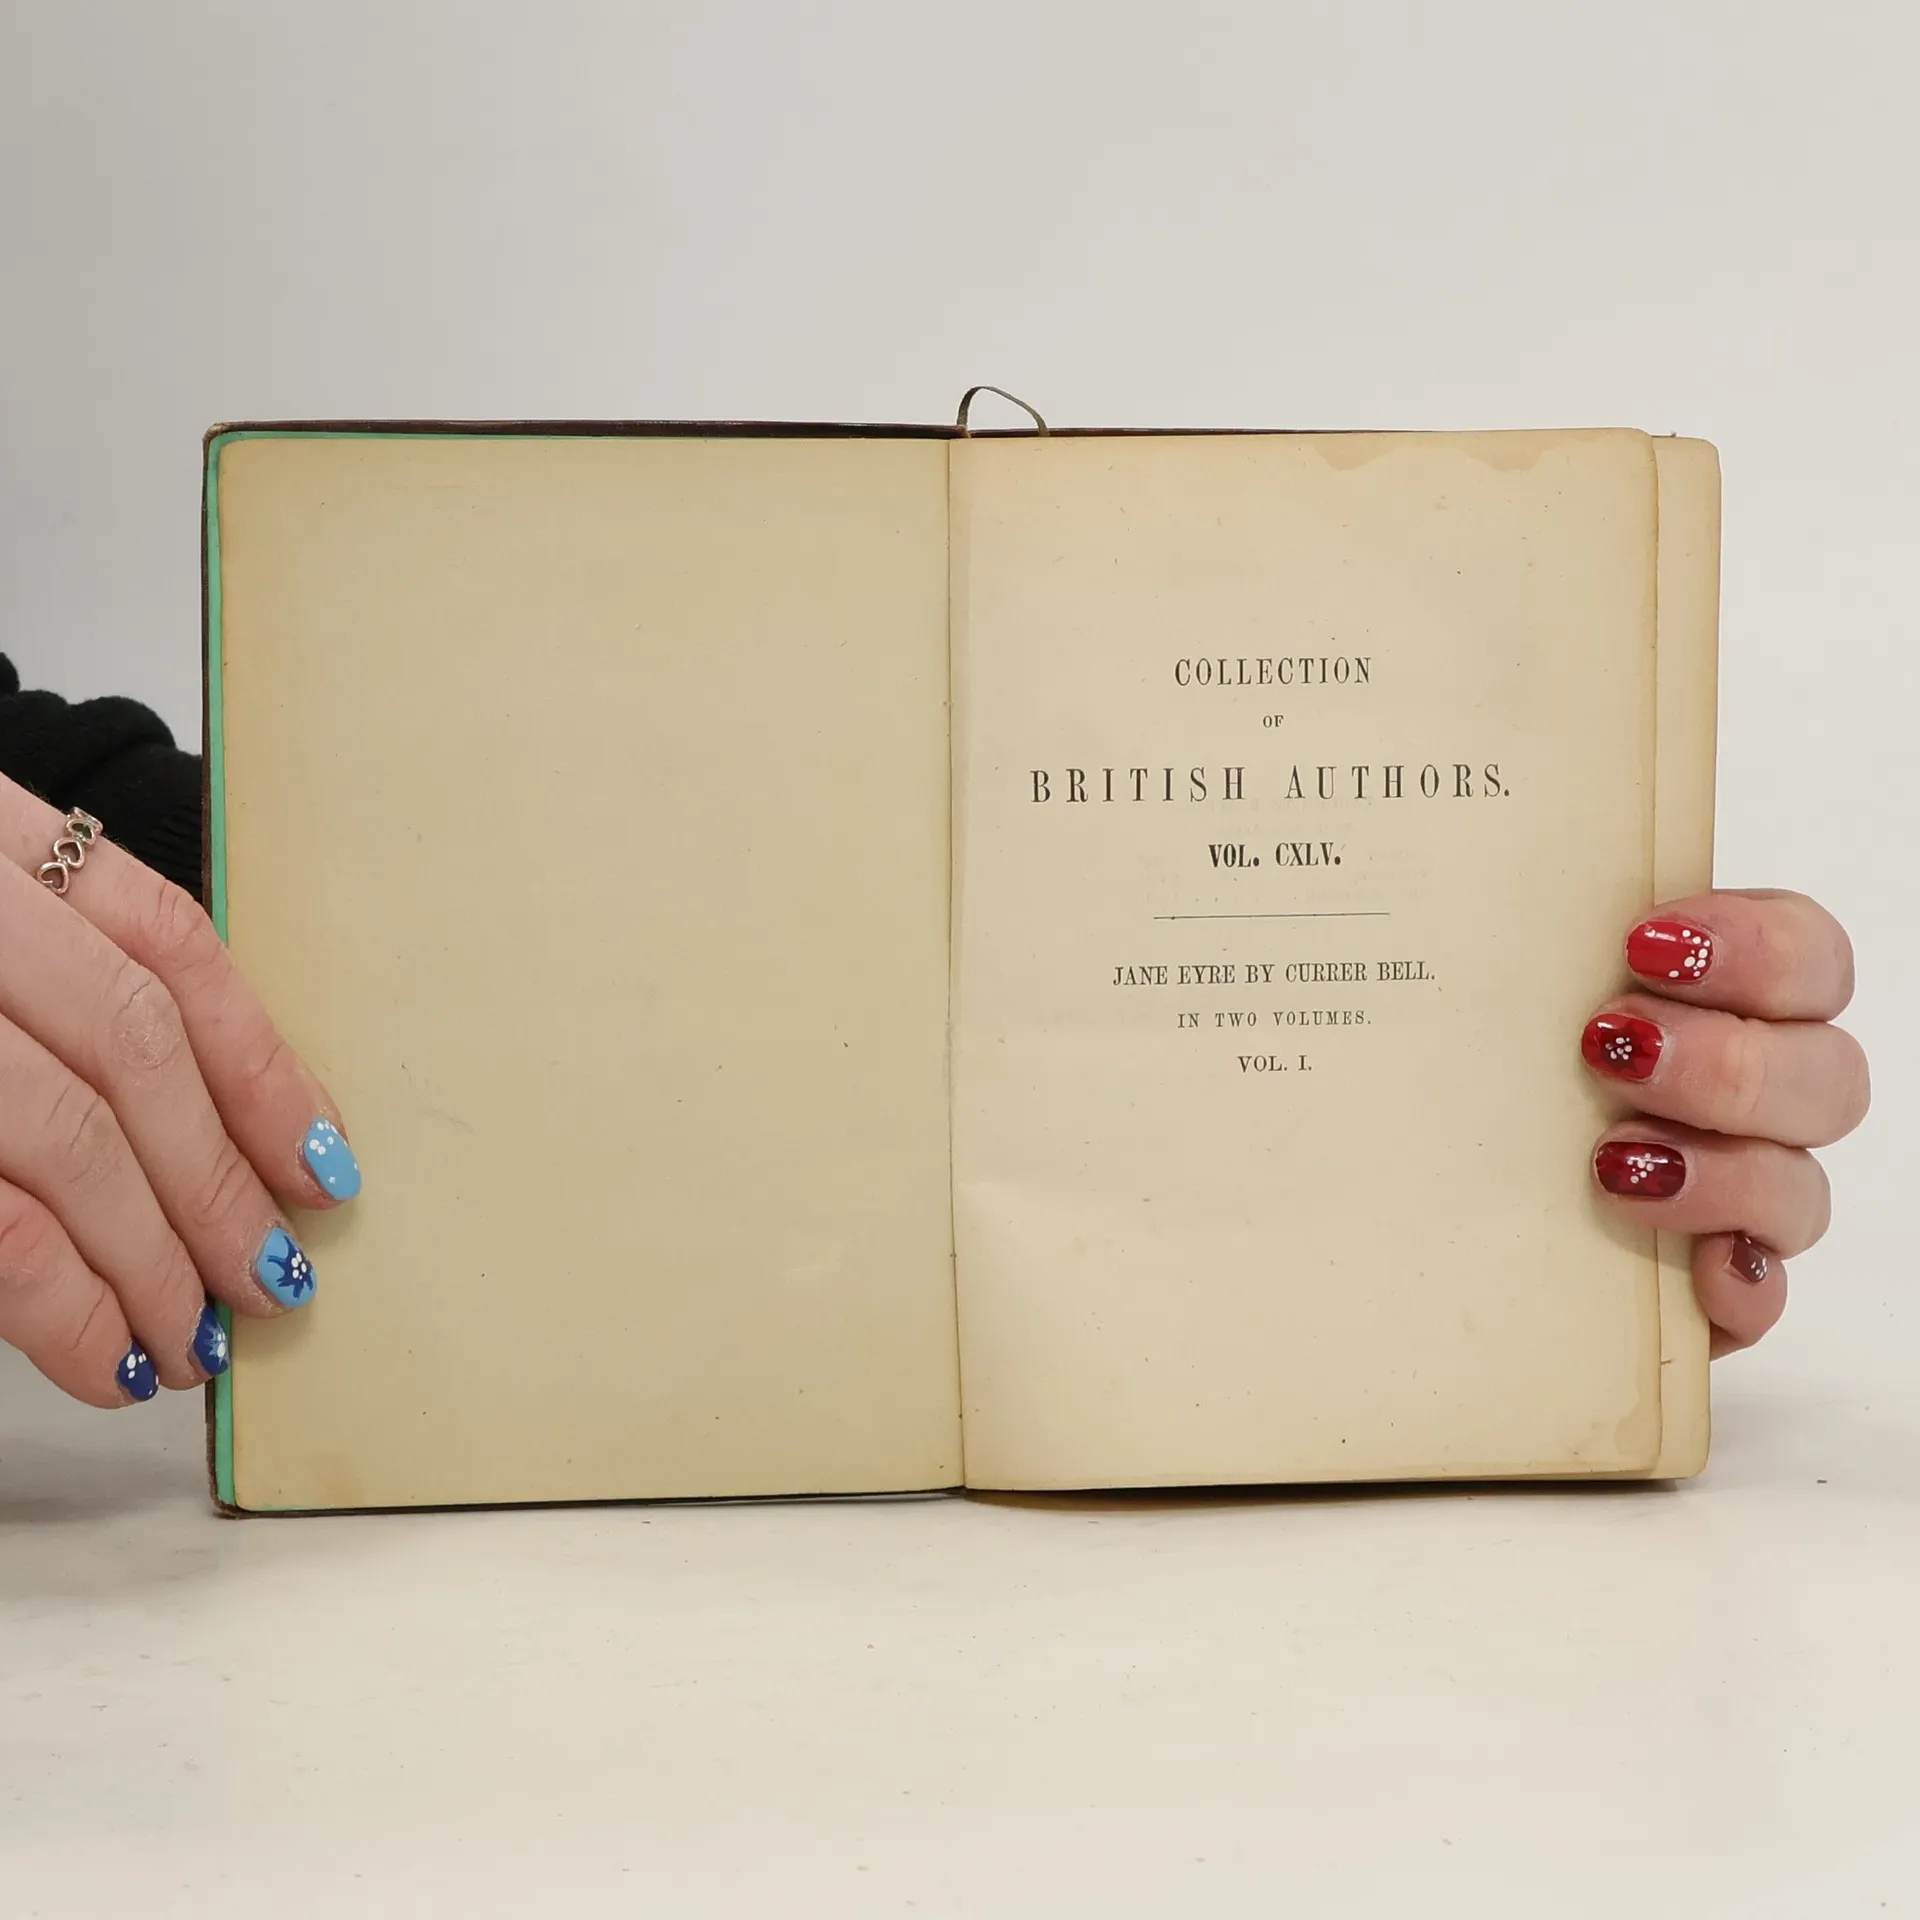 COLLECTION
OF
BRITISH AUTHORS.
VOL. CXLV.
JANE EYRE BY CURRER BELL.
IN TWO VOLUMES.
VOL. I.